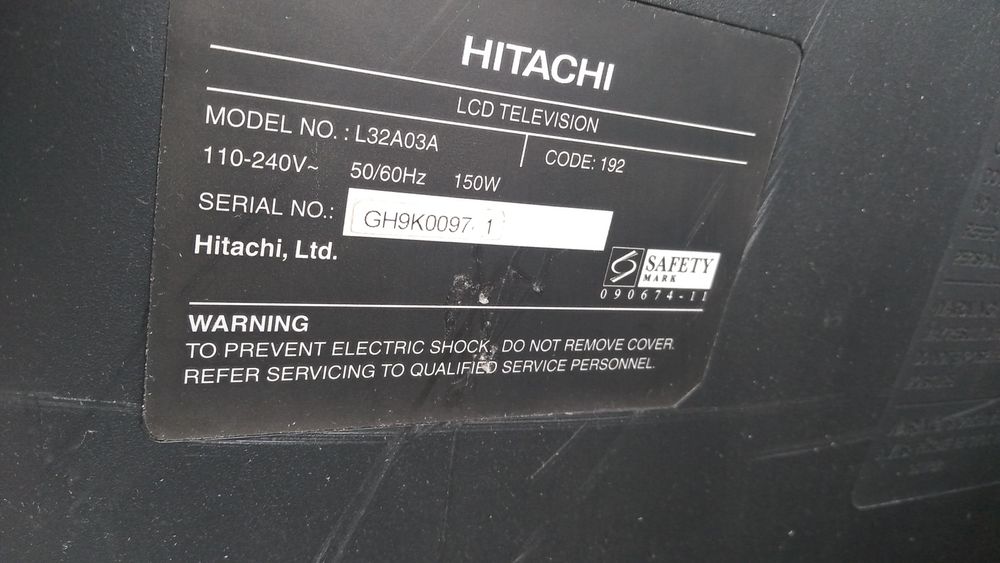 HITACHI
LCD TELEVISION
MODEL NO. : L32A03A
CODE: 192
110-240V~ 50/60Hz 150W
SERIAL NO.:
Hitachi, Ltd.
SAFETY
MARK
090674-11
WARNING
TO PREVENT ELECTRIC SHOCK, DO NOT REMOVE COVER.
REFER SERVICING TO QUALIFIED SERVICE PERSONNEL.